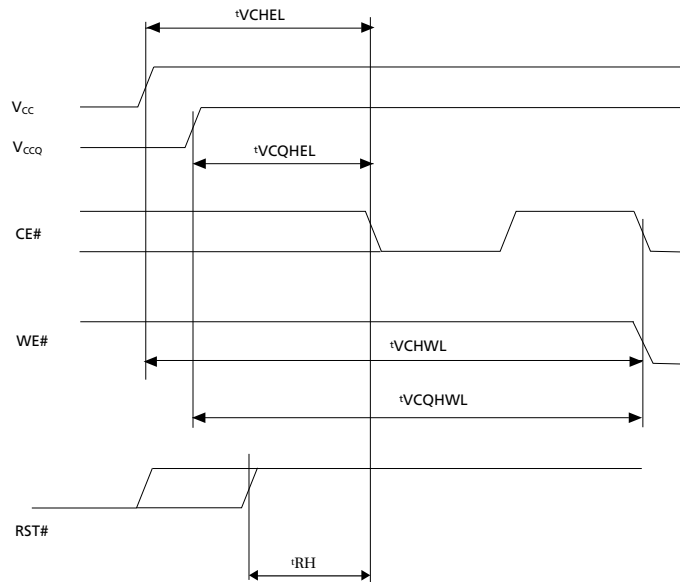 tVCHEL
VCC
VCCQ
tVCQHEL
CE#
WE#
tVCHWL
tVCQHWL
RST#
tRH